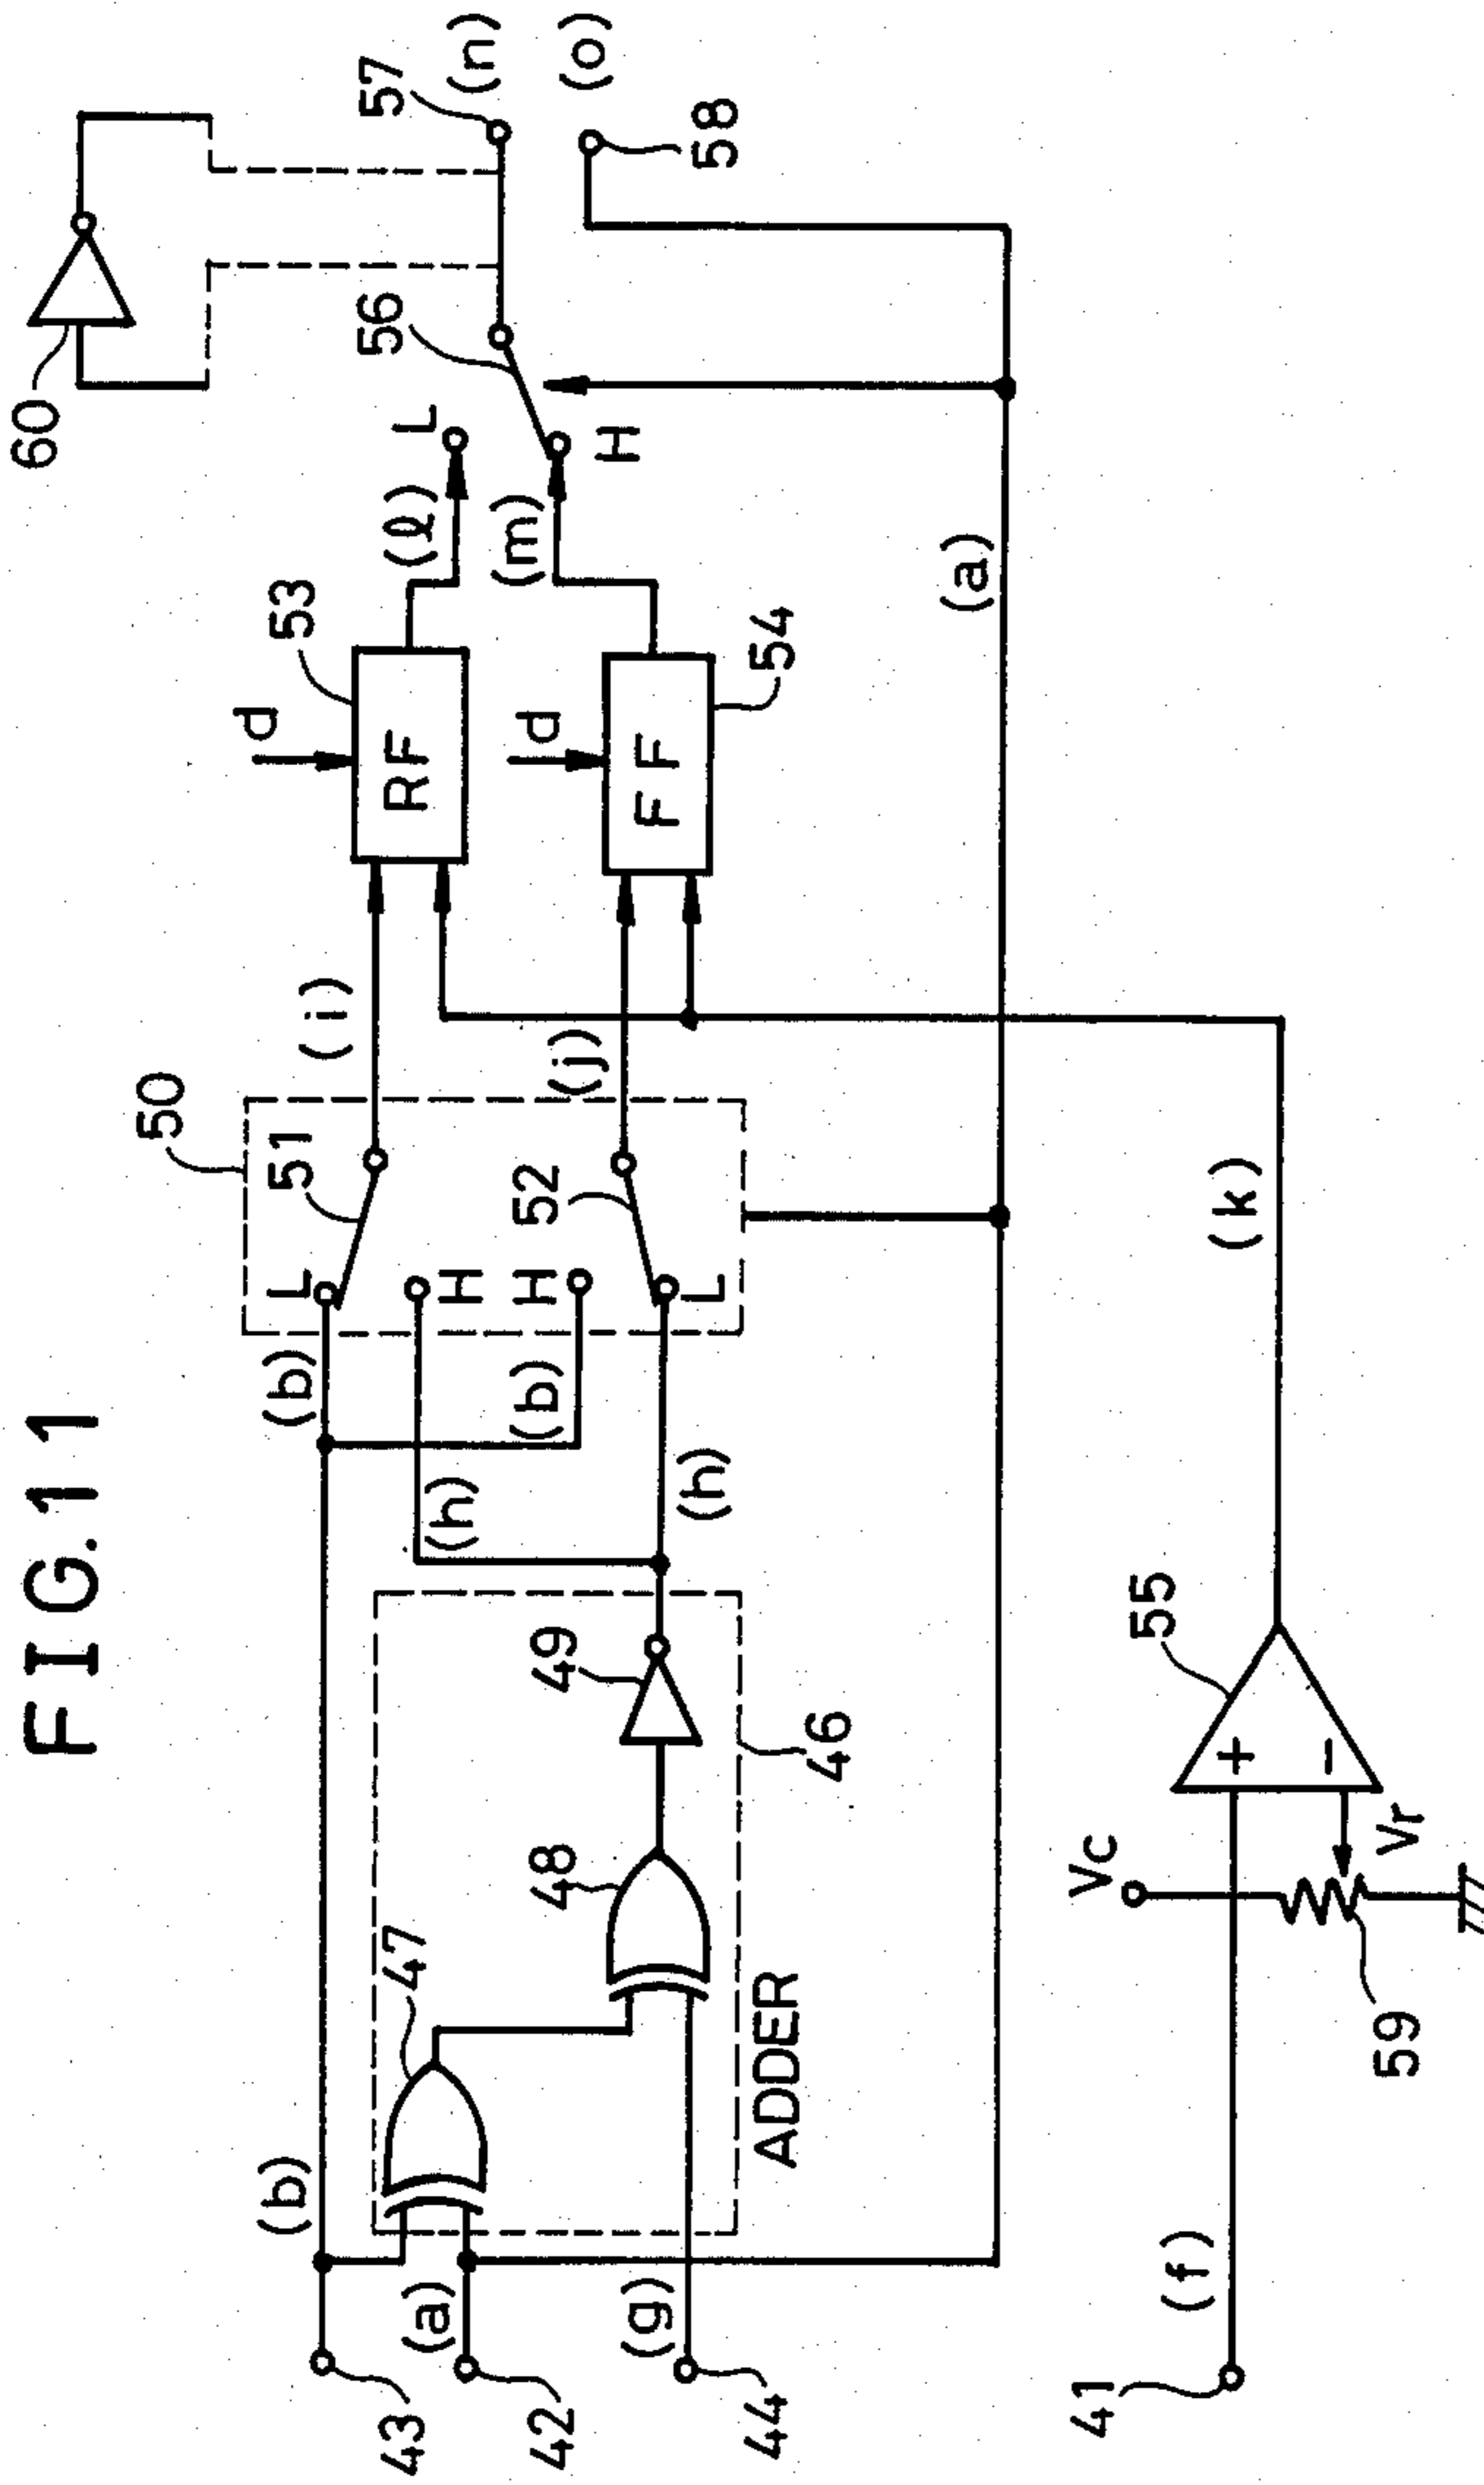 FIG.11
60
57
(n)
(o)
58
56
L
H
(ℓ)
(m)
53
d
RF
d
FF
54
(a)
(i)
(j)
50
51
52
L
H
H
L
(b)
(b)
(h)
(h)
(k)
49
46
48
47
ADDER
55
+
-
Vc
Vr
59
(b)
(a)
(g)
(f)
43
42
44
41